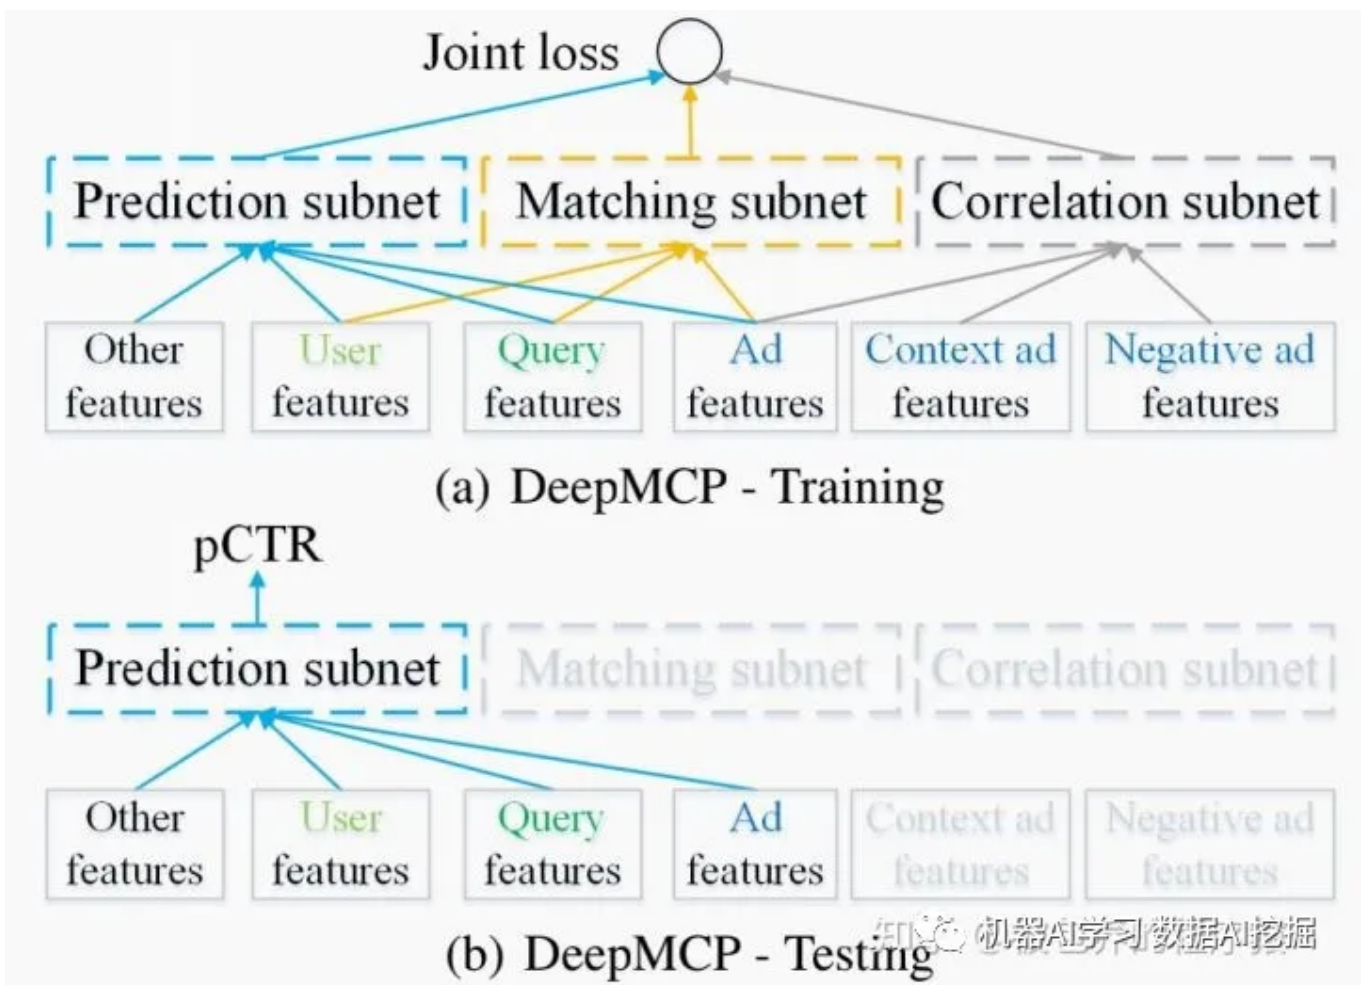 Joint loss
Prediction subnet Matching subnet Correlation subnet
Other features User features Query features Ad features Context ad features Negative ad features
(a) DeepMCP - Training
pCTR
Prediction subnet Matching subnet Correlation subnet
Other features User features Query features Ad features Context ad features Negative ad features
机器AI学习 数据AI挖掘
(b) DeepMCP - Testing